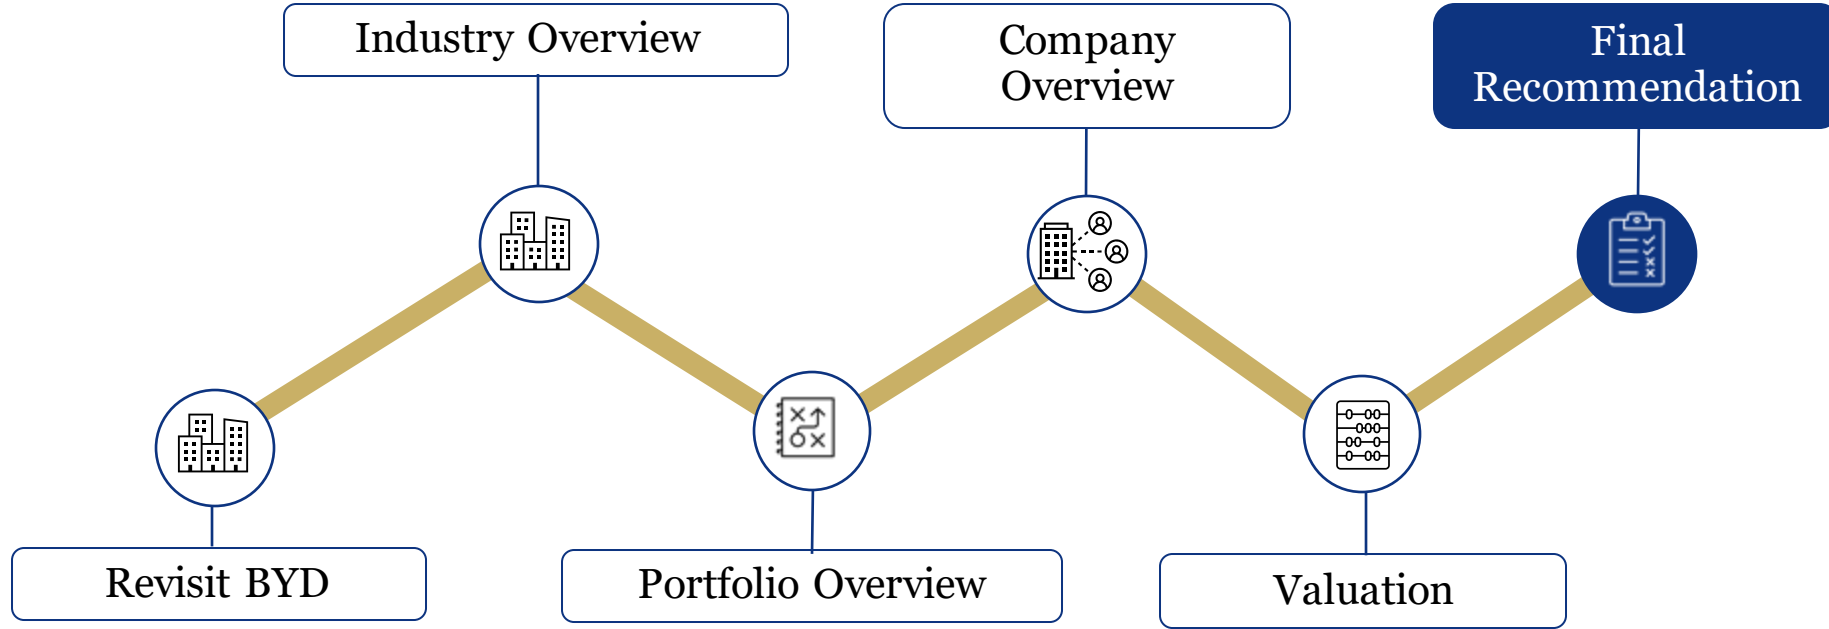 Industry Overview
Company
Overview
Final
Recommendation
Revisit BYD
Portfolio Overview
Valuation